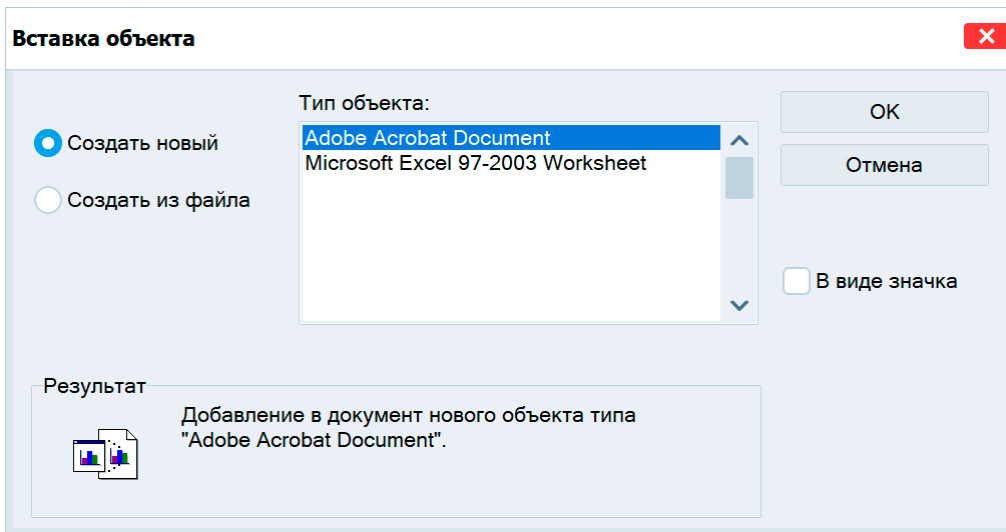 Вставка объекта
Тип объекта:
Создать новый
Создать из файла
Adobe Acrobat Document
Microsoft Excel 97-2003 Worksheet
OK
Отмена
В виде значка
Результат
Добавление в документ нового объекта типа
"Adobe Acrobat Document".